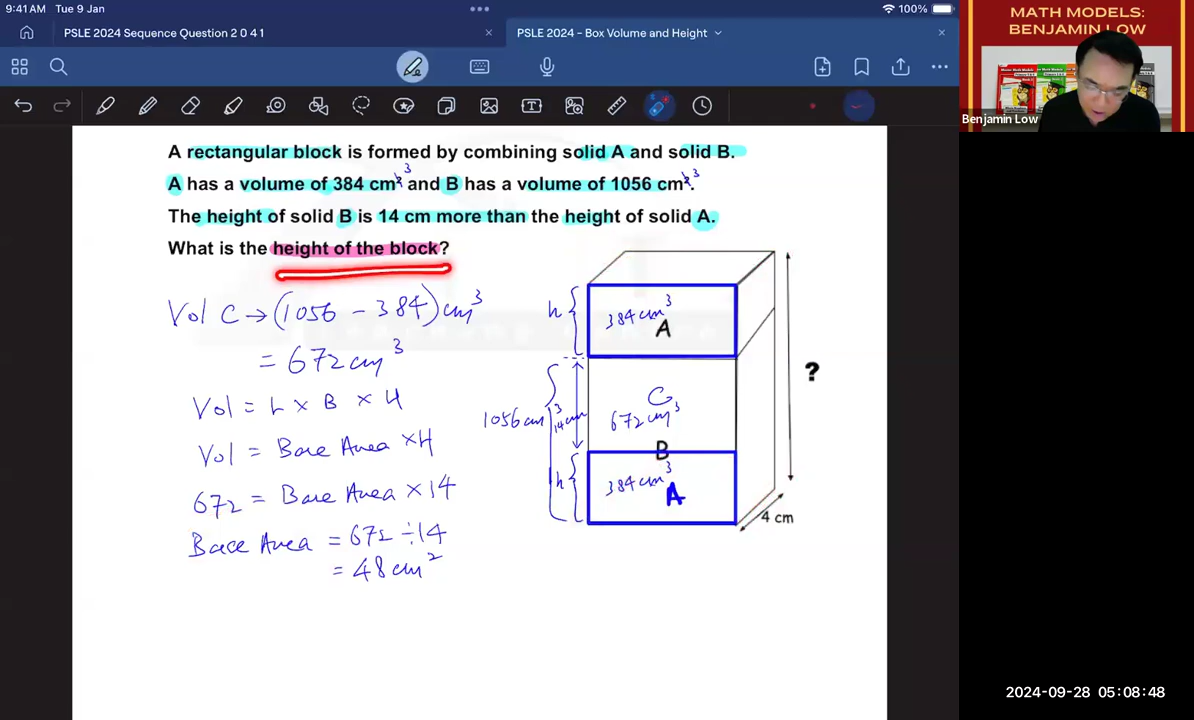 9:41 AM Tue 9 Jan
100%
PSLE 2024 Sequence Question 2 0 4 1
PSLE 2024 - Box Volume and Height
MATH MODELS:
BENJAMIN LOW
Benjamin Low
A rectangular block is formed by combining solid A and solid B.
A has a volume of 384 cm³ and B has a volume of 1056 cm³.
The height of solid B is 14 cm more than the height of solid A.
What is the height of the block?
Vol C → (1056 - 384) cm³
= 672 cm³
Vol = L × B × H
Vol = Base Area × H
672 = Base Area × 14
Base Area = 672 ÷ 14
= 48 cm²
h
384 cm³
A
?
C
1056 cm³
14 cm
672 cm³
B
h
384 cm³
A
4 cm
2024-09-28 05:08:48